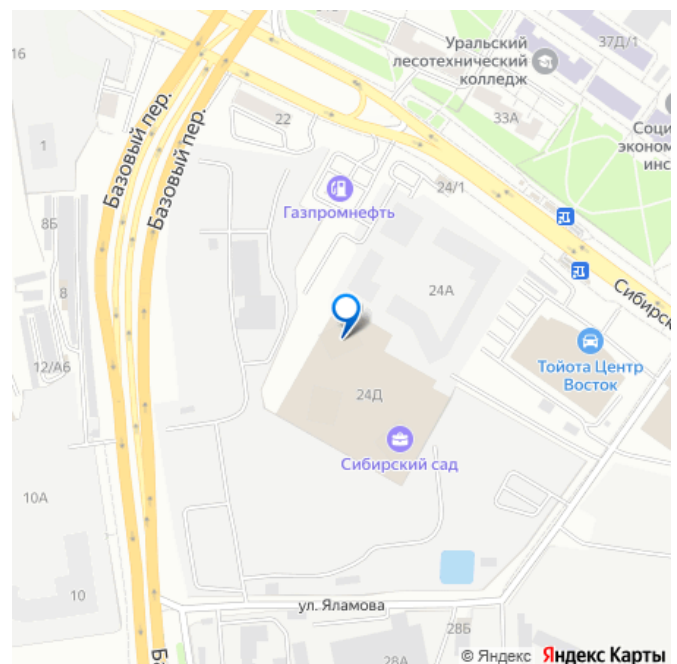 Уральский
лесотехнический
колледж
37Д/1
16
Базовый пер.
Базовый пер.
22
33А
Социа
эконом
инс
1
24/1
Газпромнефть
8Б
8
24А
Сибирск
12/А6
Тойота Центр
Восток
24Д
Сибирский сад
10А
10
ул. Яламова
28Б
28А
Ба
© Яндекс Яндекс Карты